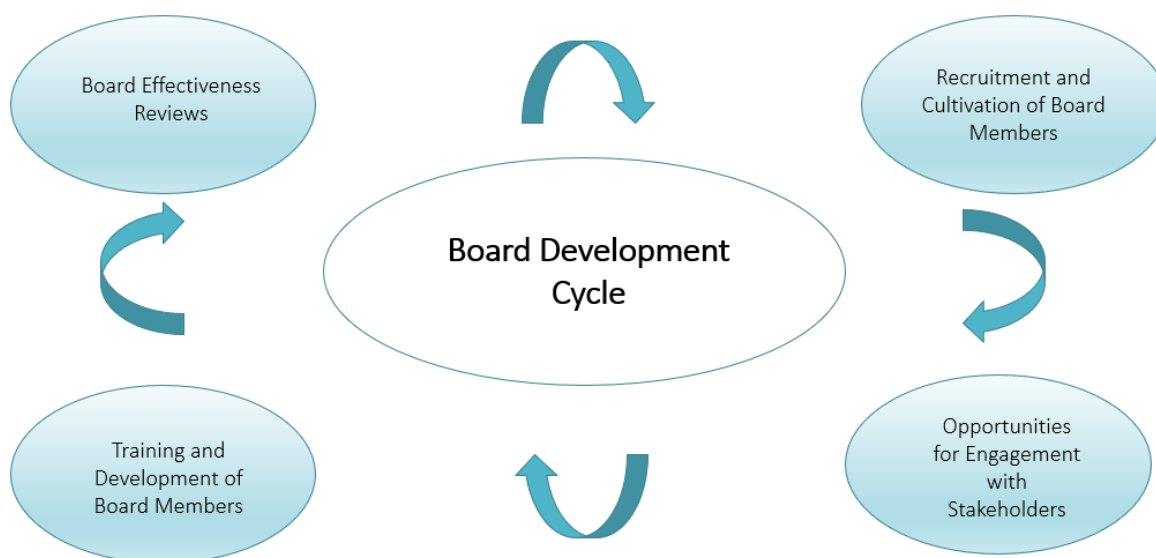 Board Effectiveness
Reviews
Recruitment and
Cultivation of Board
Members
Board Development
Cycle
Training and
Development of
Board Members
Opportunities
for Engagement
with
Stakeholders